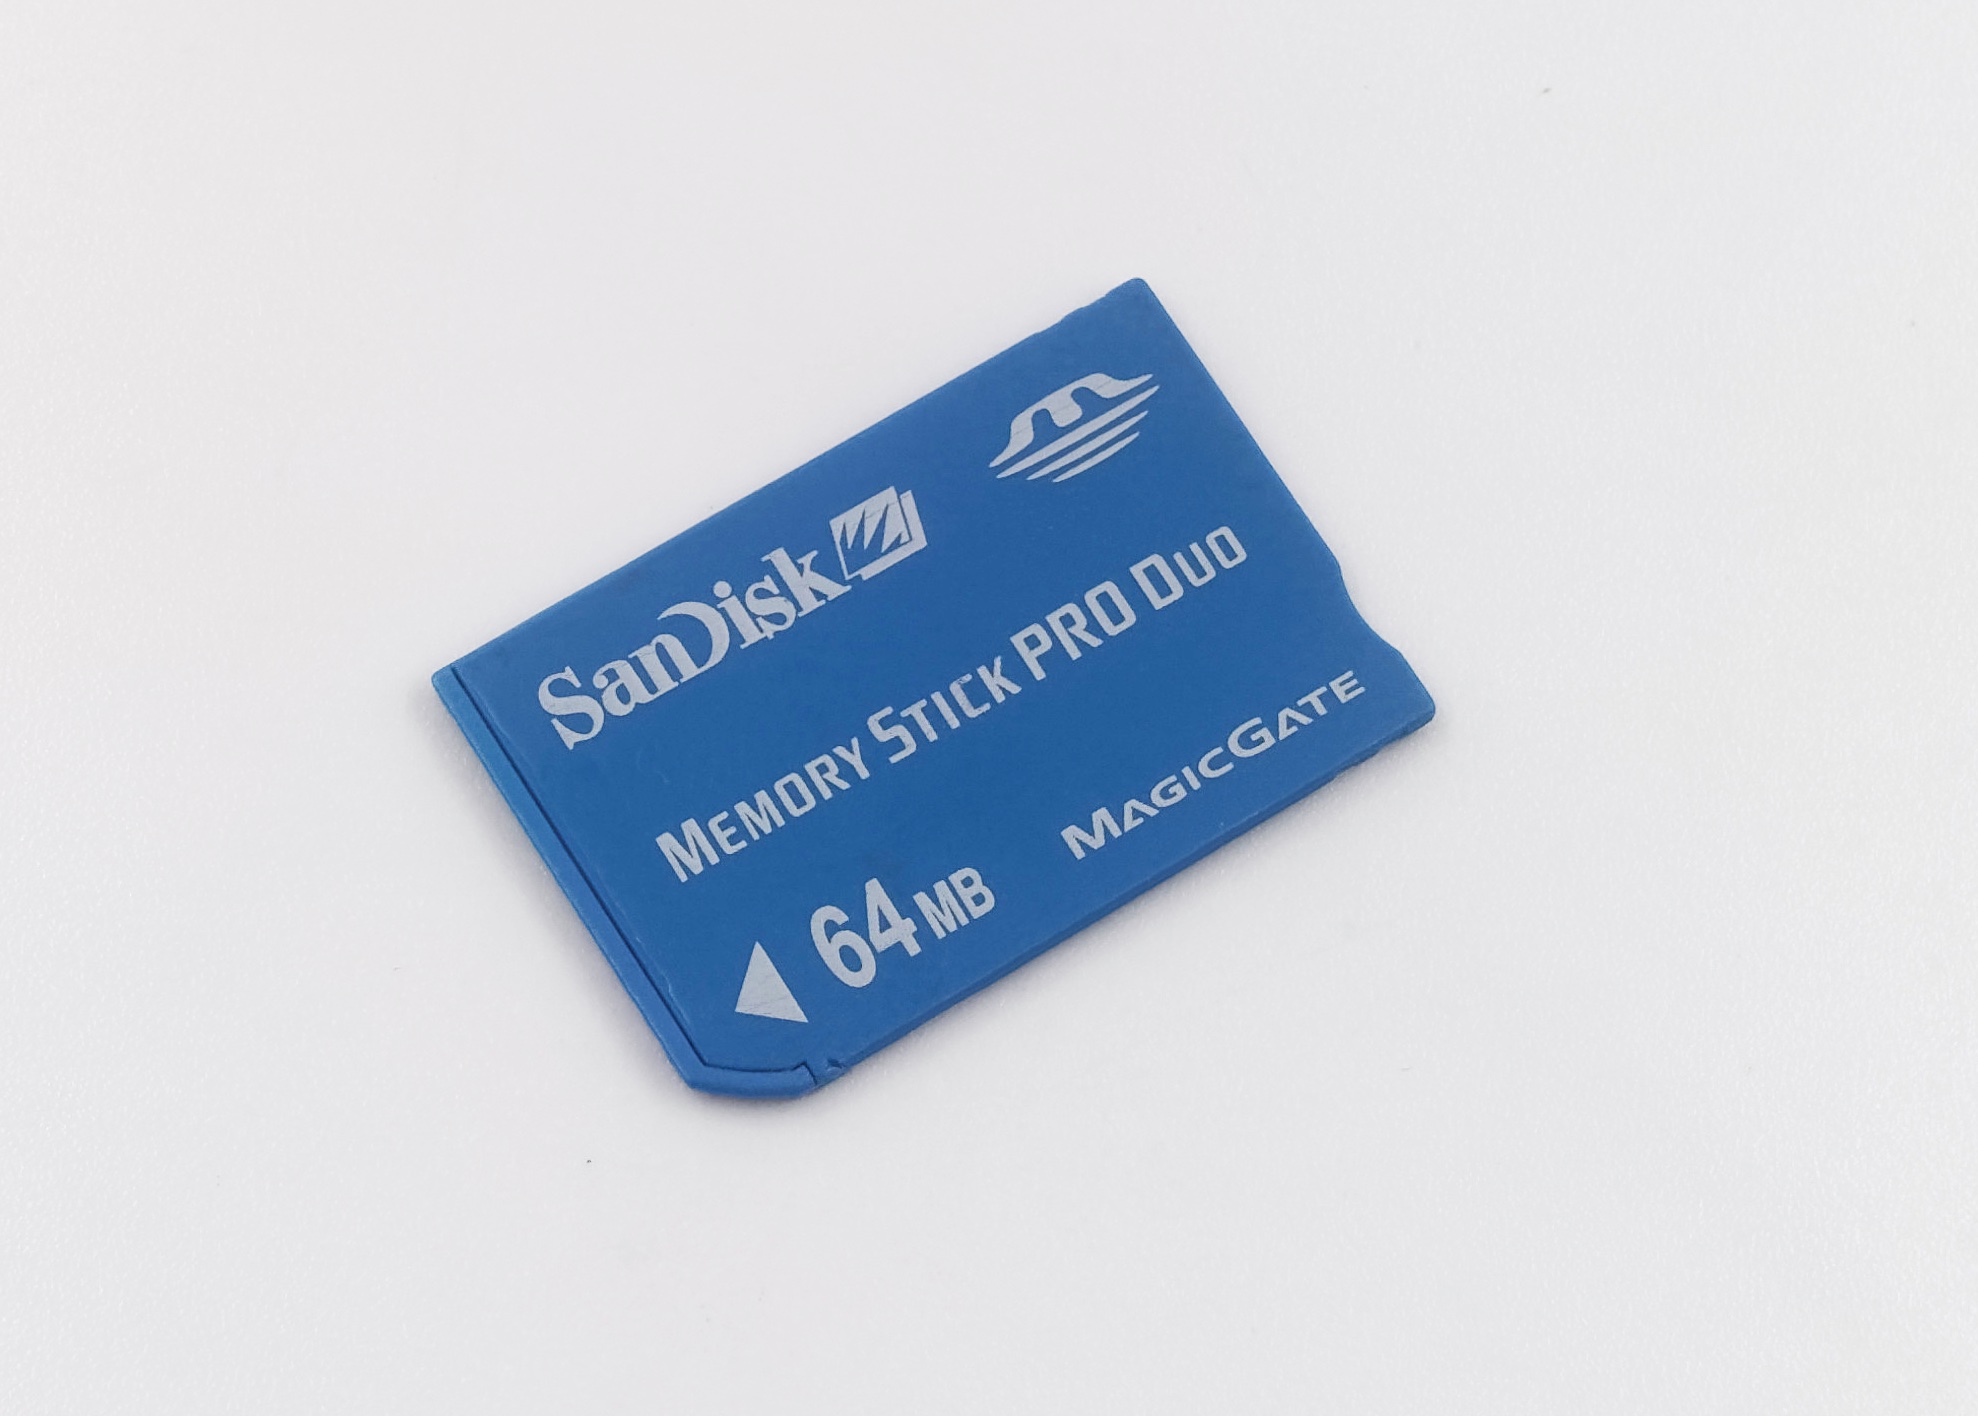 SanDisk
MEMORY STICK PRO DUO
64 MB
MAGICGATE